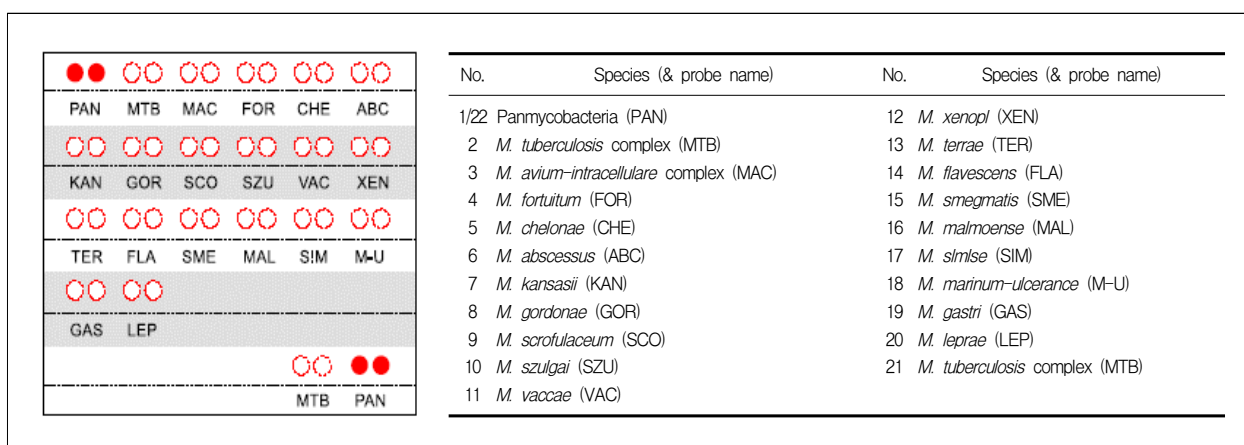 PAN MTB MAC FOR CHE ABC
KAN GOR SCO SZU VAC XEN
TER FLA SME MAL S!M M-U
GAS LEP
MTB PAN
No. Species (& probe name) No. Species (& probe name)
1/22 Panmycobacteria (PAN) 12 M. xenopl (XEN)
2 M. tuberculosis complex (MTB) 13 M. terrae (TER)
3 M. avium-intracellulare complex (MAC) 14 M. flavescens (FLA)
4 M. fortuitum (FOR) 15 M. smegmatis (SME)
5 M. chelonae (CHE) 16 M. malmoense (MAL)
6 M. abscessus (ABC) 17 M. slmlse (SIM)
7 M. kansasii (KAN) 18 M. marinum-ulcerance (M-U)
8 M. gordonae (GOR) 19 M. gastri (GAS)
9 M. scrofulaceum (SCO) 20 M. leprae (LEP)
10 M. szulgai (SZU) 21 M. tuberculosis complex (MTB)
11 M. vaccae (VAC)